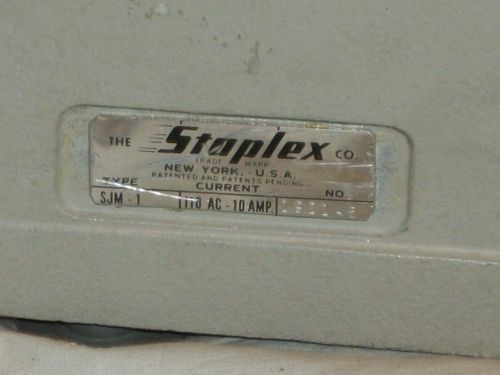 THE Staplex CO.
TRADE MARK
NEW YORK, - U.S.A.
PATENTED AND PATENTS PENDING
TYPE CURRENT NO.
SJM - 1 110 AC - 10 AMP